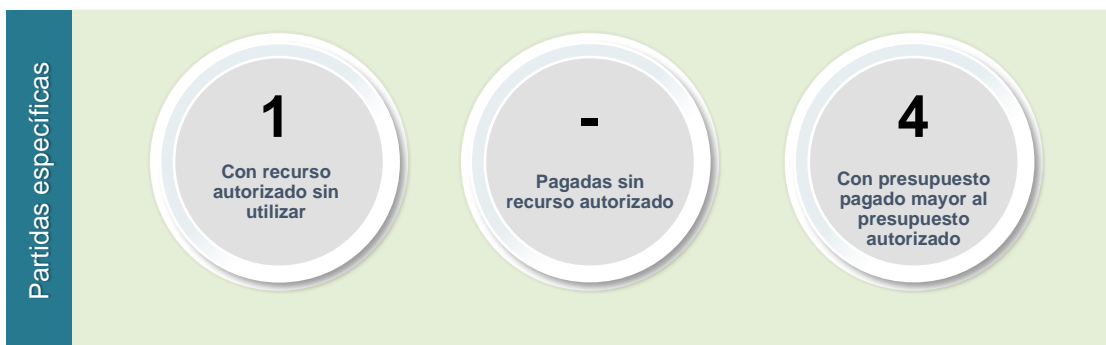 Partidas específicas
1
Con recurso
autorizado sin
utilizar
-
Pagadas sin
recurso autorizado
4
Con presupuesto
pagado mayor al
presupuesto
autorizado